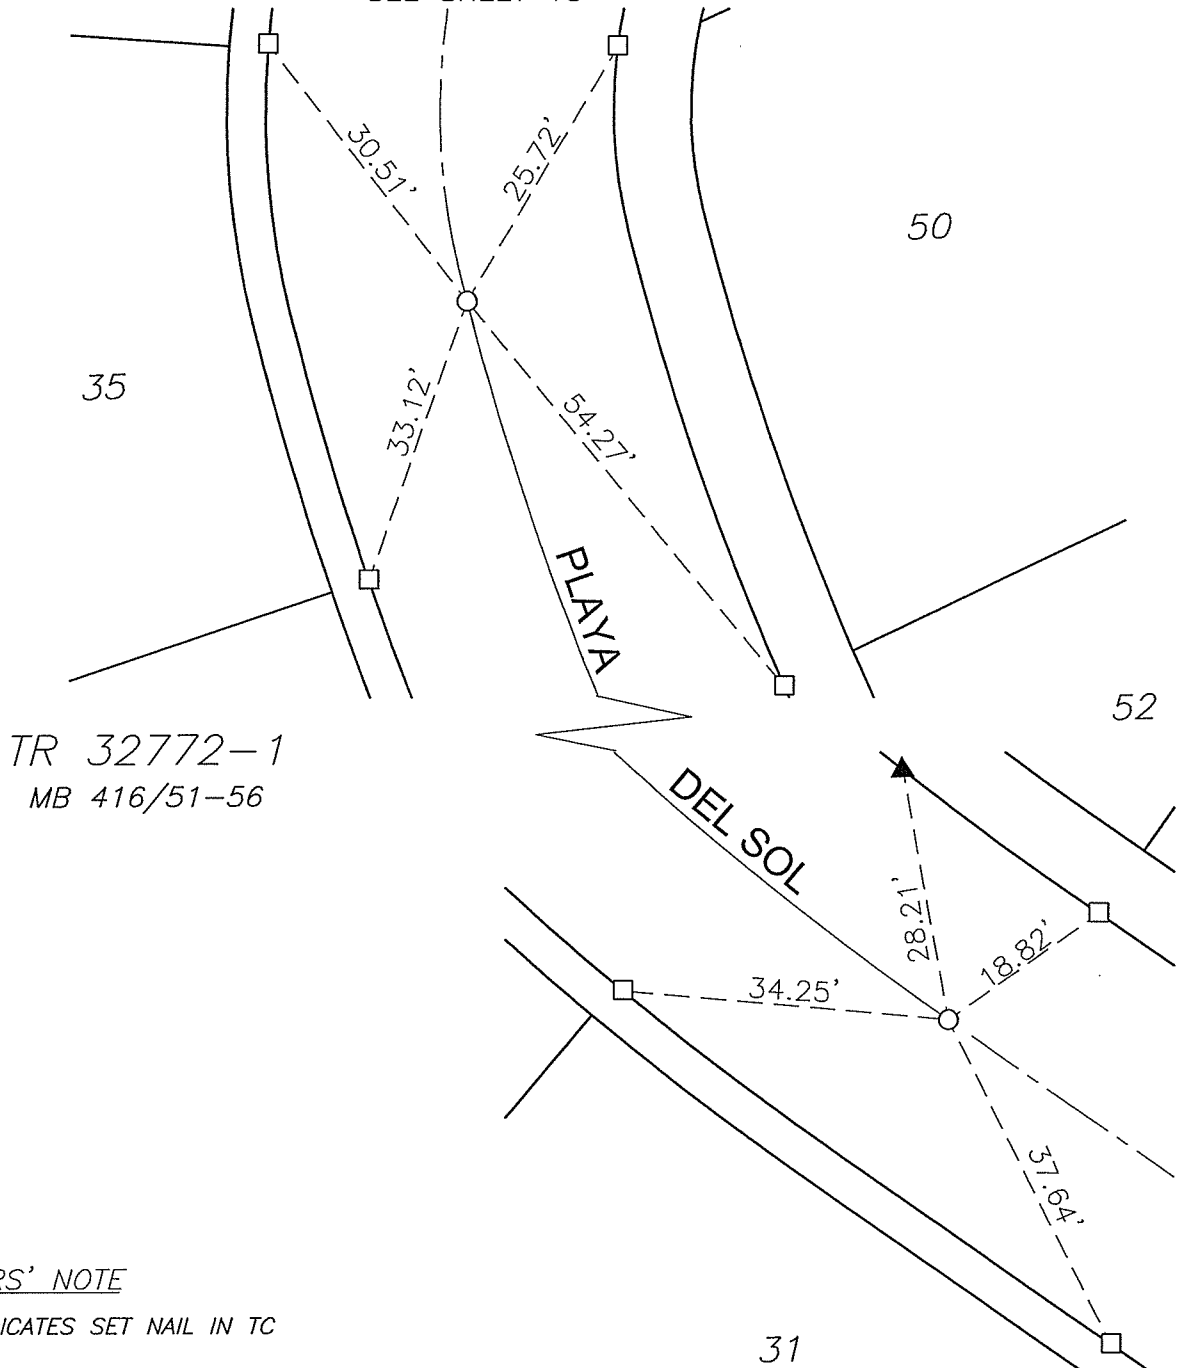 30.51'
25.72'
50
35
33.12'
54.27'
PLAYA
52
TR 32772-1
MB 416/51-56
DEL SOL
28.21'
18.82'
34.25'
37.64'
NOTE
SET NAIL IN TC
31